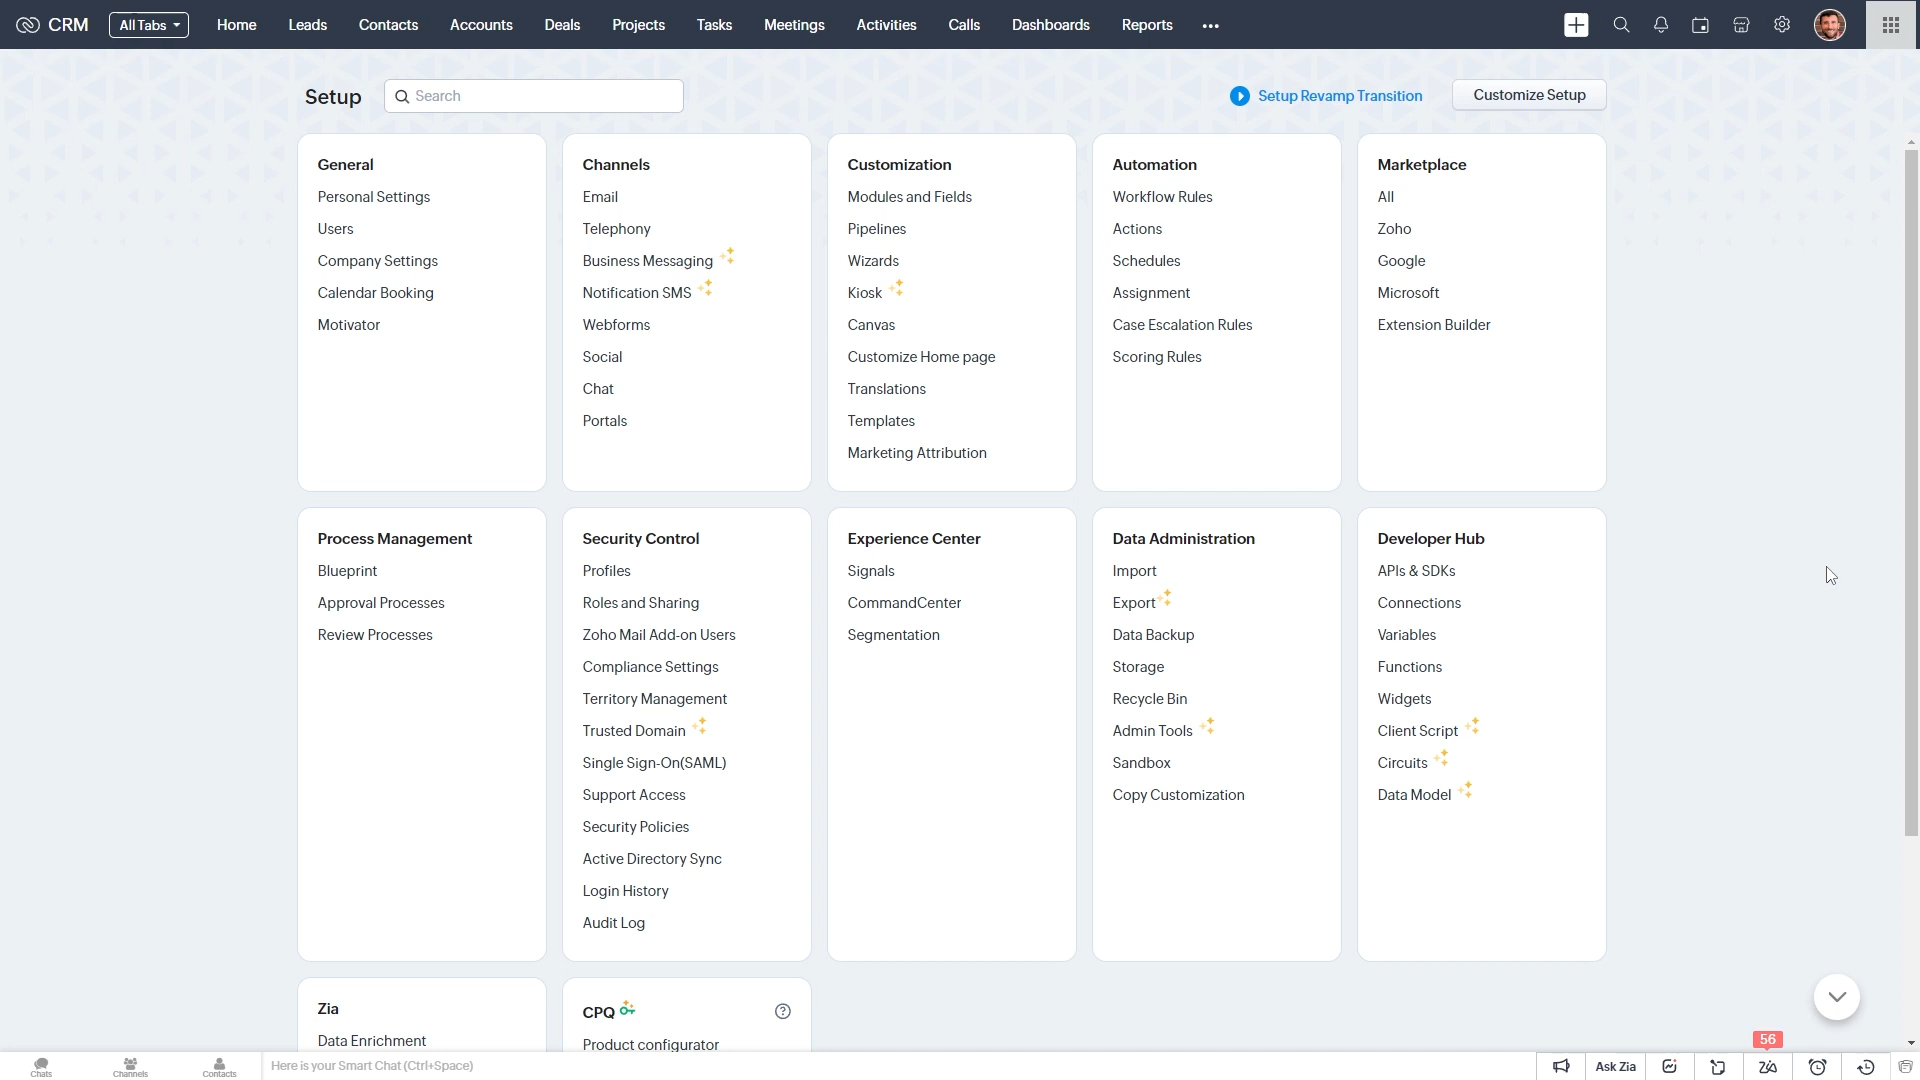 CRM
All Tabs
Home
Leads
Contacts
Accounts
Deals
Projects
Tasks
Meetings
Activities
Calls
Dashboards
Reports
Setup
Search
Setup Revamp Transition
Customize Setup
General
Personal Settings
Users
Company Settings
Calendar Booking
Motivator
Channels
Email
Telephony
Business Messaging
Notification SMS
Webforms
Social
Chat
Portals
Customization
Modules and Fields
Pipelines
Wizards
Kiosk
Canvas
Customize Home page
Translations
Templates
Marketing Attribution
Automation
Workflow Rules
Actions
Schedules
Assignment
Case Escalation Rules
Scoring Rules
Marketplace
All
Zoho
Google
Microsoft
Extension Builder
Process Management
Blueprint
Approval Processes
Review Processes
Security Control
Profiles
Roles and Sharing
Zoho Mail Add-on Users
Compliance Settings
Territory Management
Trusted Domain
Single Sign-On(SAML)
Support Access
Security Policies
Active Directory Sync
Login History
Audit Log
Experience Center
Signals
CommandCenter
Segmentation
Data Administration
Import
Export
Data Backup
Storage
Recycle Bin
Admin Tools
Sandbox
Copy Customization
Developer Hub
APIs & SDKs
Connections
Variables
Functions
Widgets
Client Script
Circuits
Data Model
Zia
Data Enrichment
CPQ
Product configurator
56
Chats
Channels
Contacts
Here is your Smart Chat (Ctrl+Space)
Ask Zia